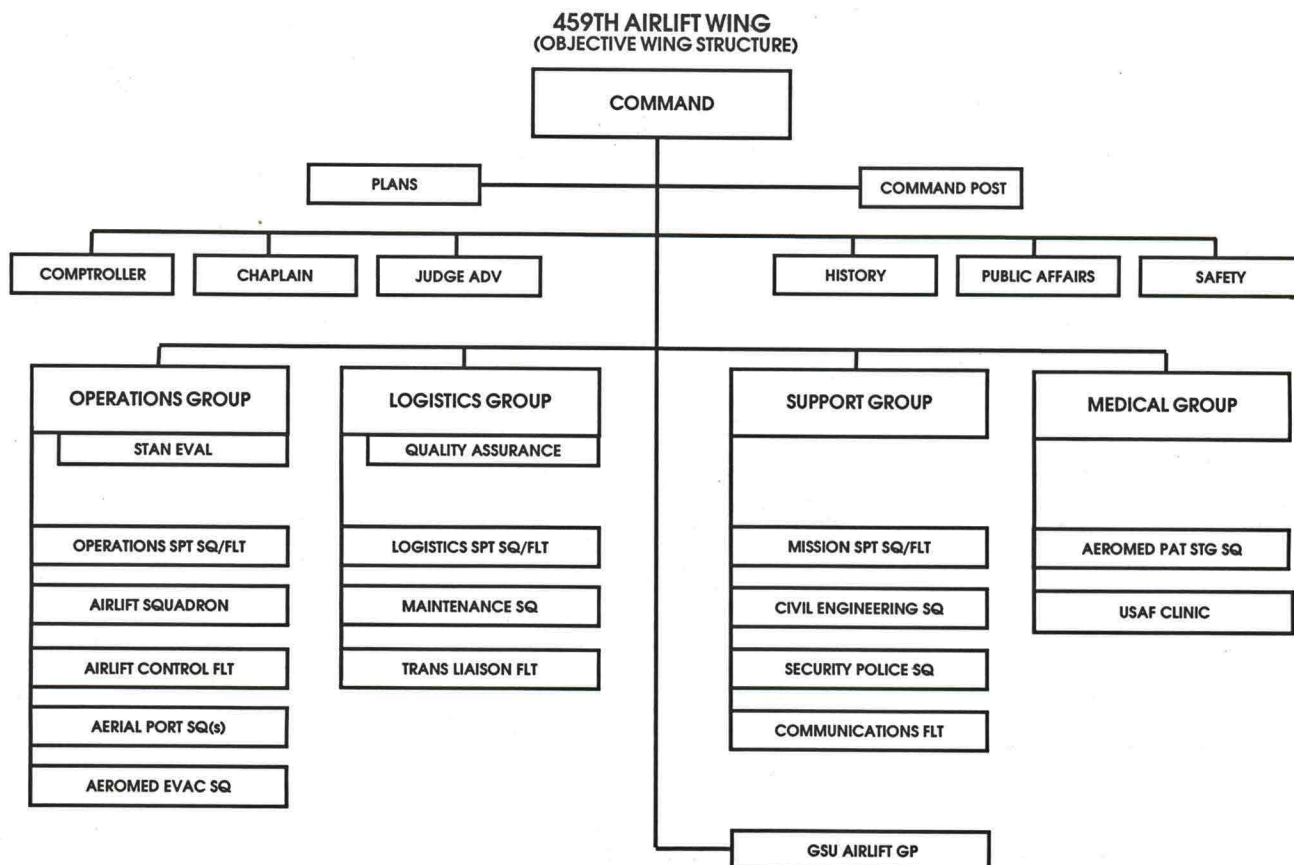 459TH AIRLIFT WING
(OBJECTIVE WING STRUCTURE)
COMMAND
PLANS
COMMAND POST
COMPTROLLER
CHAPLAIN
JUDGE ADV
HISTORY
PUBLIC AFFAIRS
SAFETY
OPERATIONS GROUP
STAN EVAL
OPERATIONS SPT SQ/FLT
AIRLIFT SQUADRON
AIRLIFT CONTROL FLT
AERIAL PORT SQ(s)
AEROMED EVAC SQ
LOGISTICS GROUP
QUALITY ASSURANCE
LOGISTICS SPT SQ/FLT
MAINTENANCE SQ
TRANS LIAISON FLT
SUPPORT GROUP
MISSION SPT SQ/FLT
CIVIL ENGINEERING SQ
SECURITY POLICE SQ
COMMUNICATIONS FLT
MEDICAL GROUP
AEROMED PAT STG SQ
USAF CLINIC
GSU AIRLIFT GP